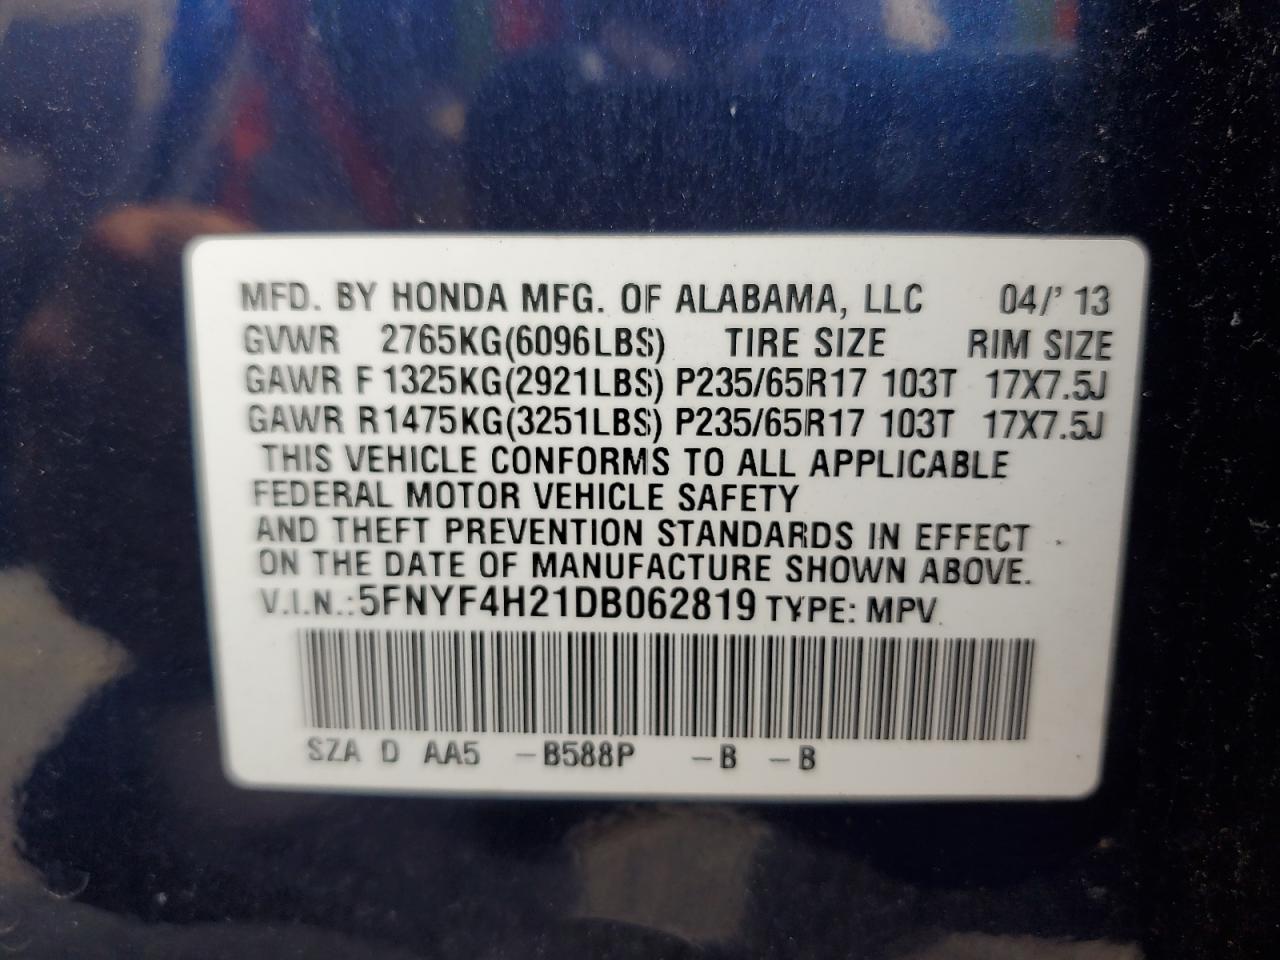 MFD. BY HONDA MFG. OF ALABAMA, LLC 04/' 13
GVWR 2765KG(6096LBS) TIRE SIZE RIM SIZE
GAWR F 1325KG(2921LBS) P235/65R17 103T 17X7.5J
GAWR R1475KG(3251LBS) P235/65R17 103T 17X7.5J
THIS VEHICLE CONFORMS TO ALL APPLICABLE
FEDERAL MOTOR VEHICLE SAFETY
AND THEFT PREVENTION STANDARDS IN EFFECT
ON THE DATE OF MANUFACTURE SHOWN ABOVE.
V.I.N.:5FNYF4H21DB062819 TYPE: MPV
SZA D AA5 -B588P -B -B